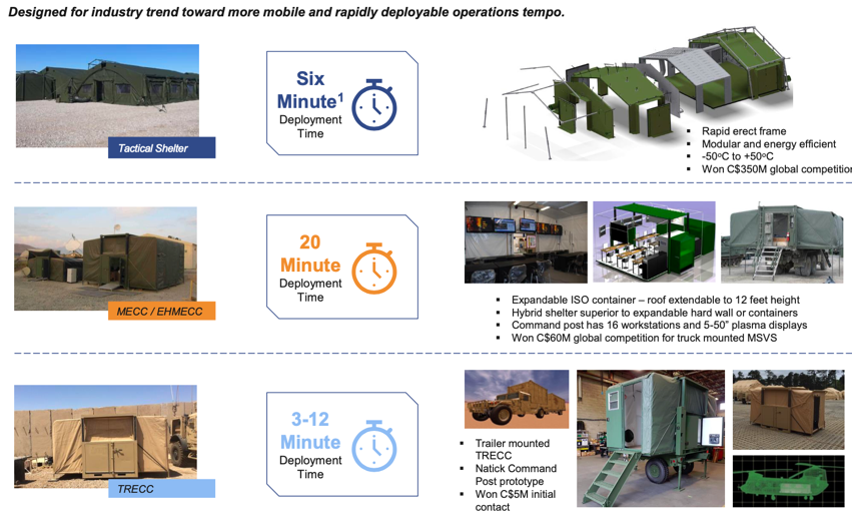 Designed for industry trend toward more mobile and rapidly deployable operations tempo.
Tactical Shelter
Six
Minute¹
Deployment
Time
▪ Rapid erect frame
▪ Modular and energy efficient
▪ -50ºC to +50ºC
▪ Won C$350M global competition
MECC / EHMECC
20
Minute
Deployment
Time
▪ Expandable ISO container – roof extendable to 12 feet height
▪ Hybrid shelter superior to expandable hard wall or containers
▪ Command post has 16 workstations and 5-50” plasma displays
▪ Won C$60M global competition for truck mounted MSVS
TRECC
3-12
Minute
Deployment
Time
▪ Trailer mounted
TRECC
▪ Natick Command
Post prototype
▪ Won C$5M initial
contact